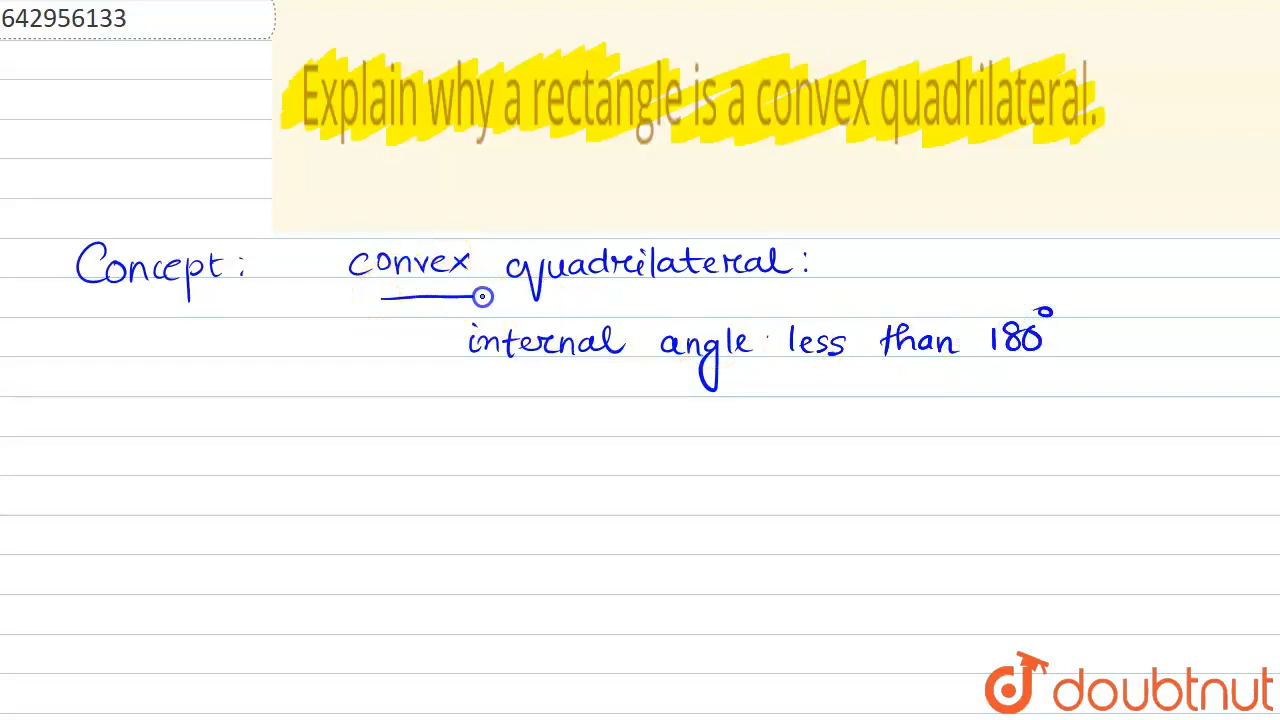 642956133
Explain why a rectangle is a convex quadrilateral.
Concept: convex quadrilateral:
internal angle less than 180°
doubtnut